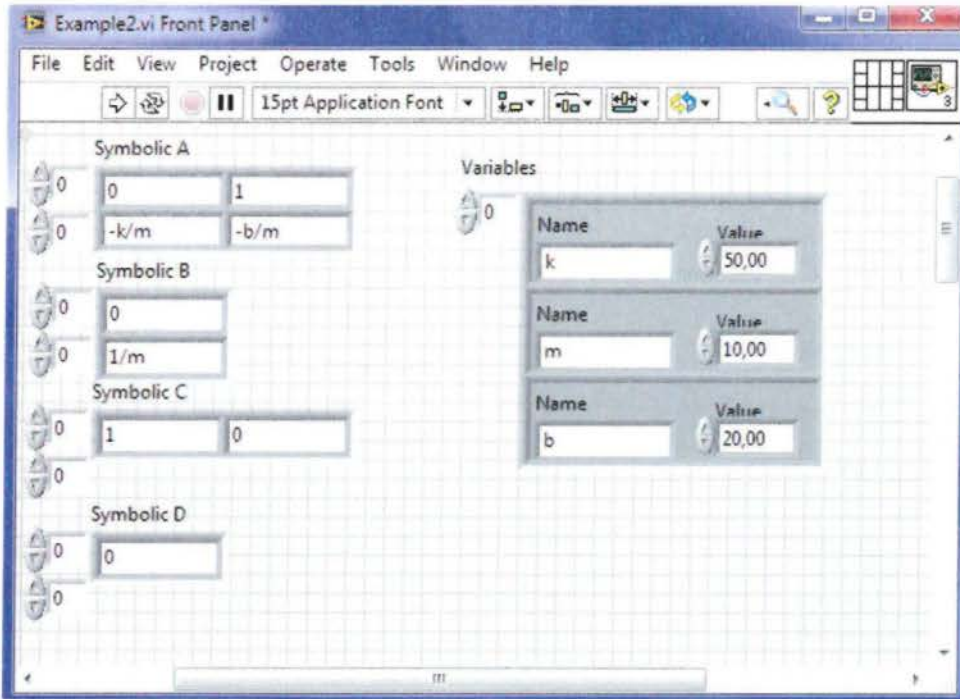 Example2.vi Front Panel *
File Edit View Project Operate Tools Window Help
15pt Application Font
3
Symbolic A
0 0 1
0 -k/m -b/m
Symbolic B
0 0
0 1/m
Symbolic C
0 1 0
0
Symbolic D
0 0
0
Variables
0
Name Value
k 50,00
Name Value
m 10,00
Name Value
b 20,00